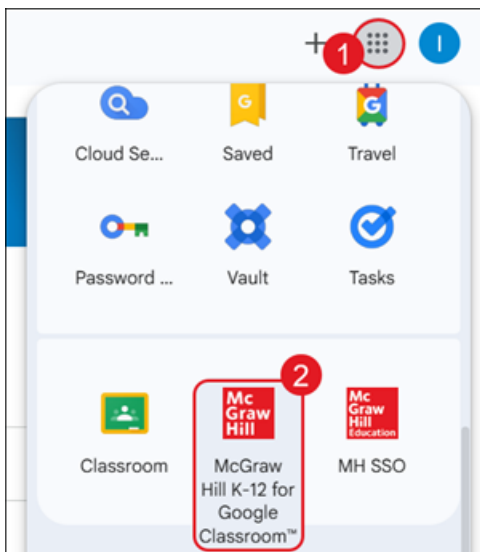 1
I
G
G
Cloud Se...
Saved
Travel
Password ...
Vault
Tasks
2
Mc
Graw
Hill
Mc
Graw
Hill
Education
Classroom
McGraw
Hill K-12 for
Google
Classroom™
MH SSO